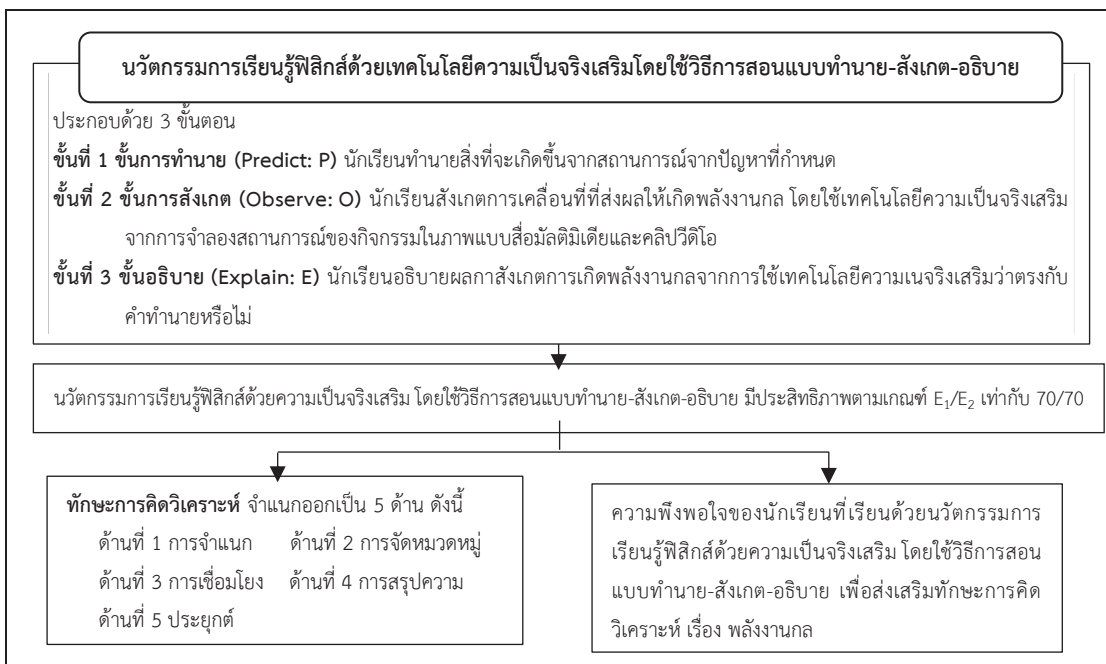 นวัตกรรมการเรียนรู้ฟิสิกส์ด้วยเทคโนโลยีความเป็นจริงเสริมโดยใช้วิธีการสอนแบบทำนาย-สังเกต-อธิบาย
ประกอบด้วย 3 ขั้นตอน
ขั้นที่ 1 ขั้นการทำนาย (Predict: P) นักเรียนทำนายสิ่งที่จะเกิดขึ้นจากสถานการณ์จากปัญหาที่กำหนด
ขั้นที่ 2 ขั้นการสังเกต (Observe: O) นักเรียนสังเกตการเคลื่อนที่ที่ส่งผลให้เกิดพลังงานกล โดยใช้เทคโนโลยีความเป็นจริงเสริม
จากการจำลองสถานการณ์ของกิจกรรมในภาพแบบสื่อมัลติมิเดียและคลิปวีดิโอ
ขั้นที่ 3 ขั้นอธิบาย (Explain: E) นักเรียนอธิบายผลกาสังเกตการเกิดพลังงานกลจากการใช้เทคโนโลยีความเนจริงเสริมว่าตรงกับ
คำทำนายหรือไม่
นวัตกรรมการเรียนรู้ฟิสิกส์ด้วยความเป็นจริงเสริม โดยใช้วิธีการสอนแบบทำนาย-สังเกต-อธิบาย มีประสิทธิภาพตามเกณฑ์ E₁/E₂ เท่ากับ 70/70
ทักษะการคิดวิเคราะห์ จำแนกออกเป็น 5 ด้าน ดังนี้
ด้านที่ 1 การจำแนก ด้านที่ 2 การจัดหมวดหมู่
ด้านที่ 3 การเชื่อมโยง ด้านที่ 4 การสรุปความ
ด้านที่ 5 ประยุกต์
ความพึงพอใจของนักเรียนที่เรียนด้วยนวัตกรรมการ
เรียนรู้ฟิสิกส์ด้วยความเป็นจริงเสริม โดยใช้วิธีการสอน
แบบทำนาย-สังเกต-อธิบาย เพื่อส่งเสริมทักษะการคิด
วิเคราะห์ เรื่อง พลังงานกล